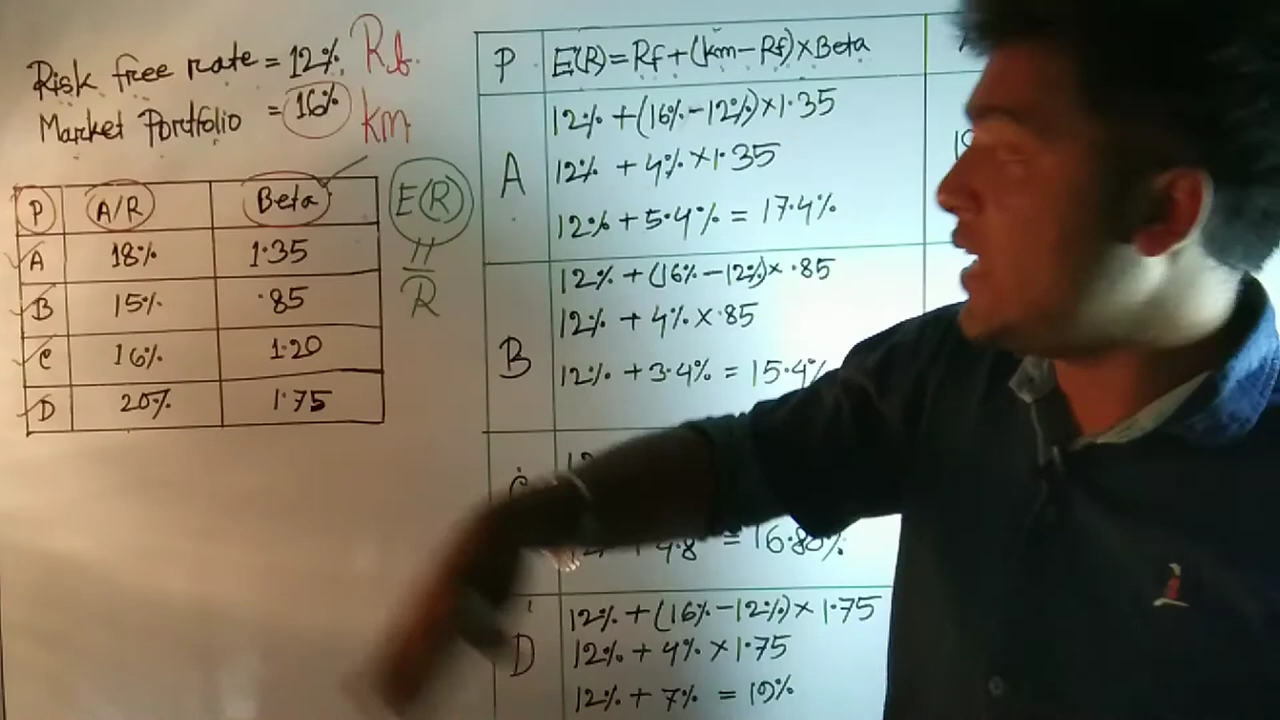 Risk free rate = 12% Rf.
Market Portfolio = 16% km
P A/R Beta
A 18% 1.35
B 15% .85
C 16% 1.20
D 20% 1.75
E(R)
R
P E(R)=Rf+(km-Rf)×Beta
A
12% +(16%-12%)×1.35
12% + 4% ×1.35
12% + 5.4% = 17.4%
B
12% + (16%-12%)× .85
12% + 4% × .85
12% + 3.4% = 15.4%
C
= 16.80%
D
12% + (16%-12%) × 1.75
12% + 4% × 1.75
12% + 7% = 19%